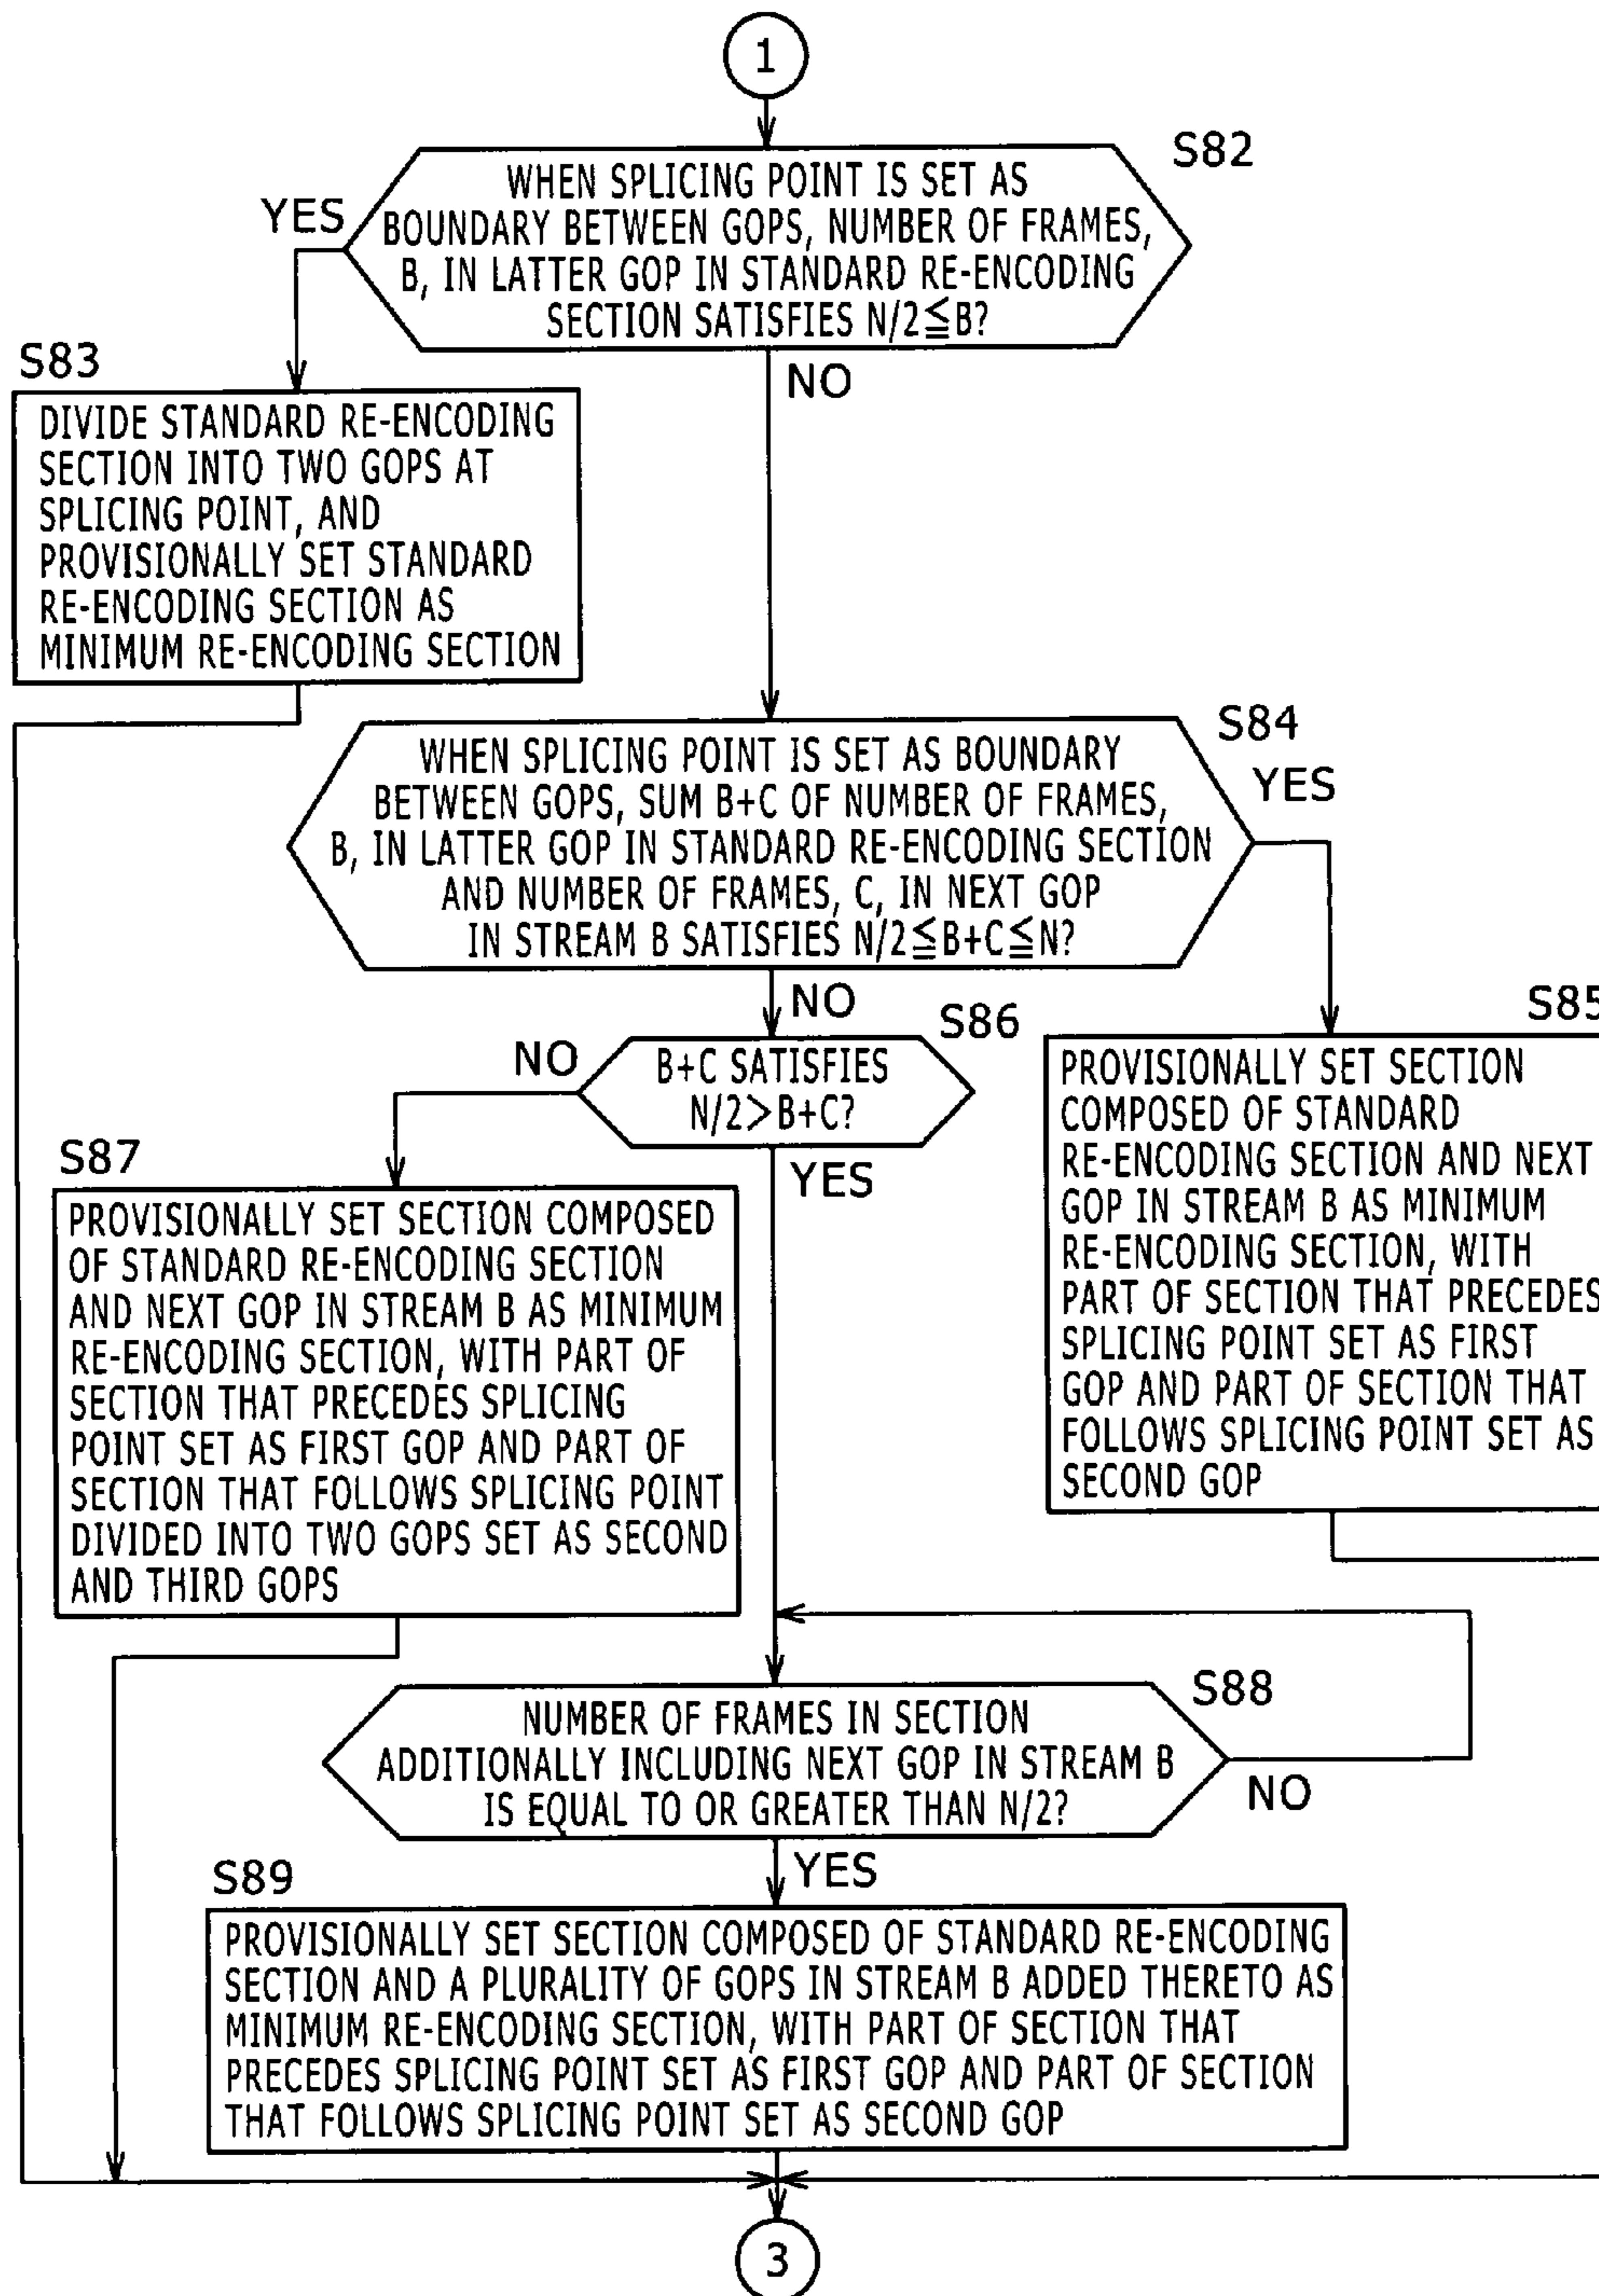 1
S82
WHEN SPLICING POINT IS SET AS
BOUNDARY BETWEEN GOPS, NUMBER OF FRAMES,
B, IN LATTER GOP IN STANDARD RE-ENCODING
SECTION SATISFIES N/2≦B?
YES
NO
S83
DIVIDE STANDARD RE-ENCODING
SECTION INTO TWO GOPS AT
SPLICING POINT, AND
PROVISIONALLY SET STANDARD
RE-ENCODING SECTION AS
MINIMUM RE-ENCODING SECTION
S84
WHEN SPLICING POINT IS SET AS BOUNDARY
BETWEEN GOPS, SUM B+C OF NUMBER OF FRAMES,
B, IN LATTER GOP IN STANDARD RE-ENCODING SECTION
AND NUMBER OF FRAMES, C, IN NEXT GOP
IN STREAM B SATISFIES N/2≦B+C≦N?
YES
NO
S85
PROVISIONALLY SET SECTION
COMPOSED OF STANDARD
RE-ENCODING SECTION AND NEXT
GOP IN STREAM B AS MINIMUM
RE-ENCODING SECTION, WITH
PART OF SECTION THAT PRECEDES
SPLICING POINT SET AS FIRST
GOP AND PART OF SECTION THAT
FOLLOWS SPLICING POINT SET AS
SECOND GOP
S86
B+C SATISFIES
N/2>B+C?
NO
YES
S87
PROVISIONALLY SET SECTION COMPOSED
OF STANDARD RE-ENCODING SECTION
AND NEXT GOP IN STREAM B AS MINIMUM
RE-ENCODING SECTION, WITH PART OF
SECTION THAT PRECEDES SPLICING
POINT SET AS FIRST GOP AND PART OF
SECTION THAT FOLLOWS SPLICING POINT
DIVIDED INTO TWO GOPS SET AS SECOND
AND THIRD GOPS
S88
NUMBER OF FRAMES IN SECTION
ADDITIONALLY INCLUDING NEXT GOP IN STREAM B
IS EQUAL TO OR GREATER THAN N/2?
NO
YES
S89
PROVISIONALLY SET SECTION COMPOSED OF STANDARD RE-ENCODING
SECTION AND A PLURALITY OF GOPS IN STREAM B ADDED THERETO AS
MINIMUM RE-ENCODING SECTION, WITH PART OF SECTION THAT
PRECEDES SPLICING POINT SET AS FIRST GOP AND PART OF SECTION
THAT FOLLOWS SPLICING POINT SET AS SECOND GOP
3